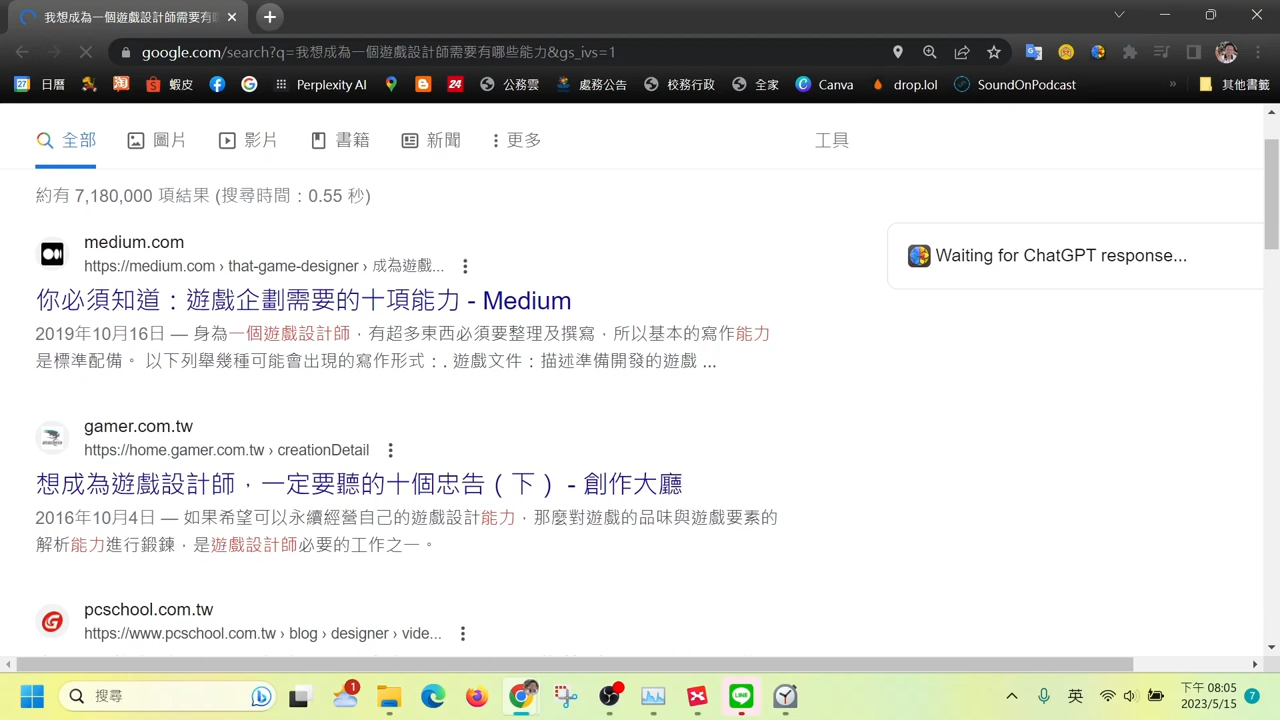 我想成為一個遊戲設計師需要有哪
google.com/search?q=我想成為一個遊戲設計師需要有哪些能力&gs_ivs=1
27 日曆 淘 蝦皮 Perplexity AI 24 公務雲 處務公告 校務行政 全家 Canva drop.lol SoundOnPodcast » 其他書籤
全部 圖片 影片 書籍 新聞 更多 工具
約有 7,180,000 項結果 (搜尋時間：0.55 秒)
medium.com
https://medium.com › that-game-designer › 成為遊戲...
你必須知道：遊戲企劃需要的十項能力 - Medium
2019年10月16日 — 身為一個遊戲設計師，有超多東西必須要整理及撰寫，所以基本的寫作能力
是標準配備。 以下列舉幾種可能會出現的寫作形式：. 遊戲文件：描述準備開發的遊戲 ...
Waiting for ChatGPT response...
gamer.com.tw
https://home.gamer.com.tw › creationDetail
想成為遊戲設計師，一定要聽的十個忠告（下） - 創作大廳
2016年10月4日 — 如果希望可以永續經營自己的遊戲設計能力，那麼對遊戲的品味與遊戲要素的
解析能力進行鍛鍊，是遊戲設計師必要的工作之一。
pcschool.com.tw
https://www.pcschool.com.tw › blog › designer › vide...
搜尋 1 英 下午 08:05
2023/5/15 7